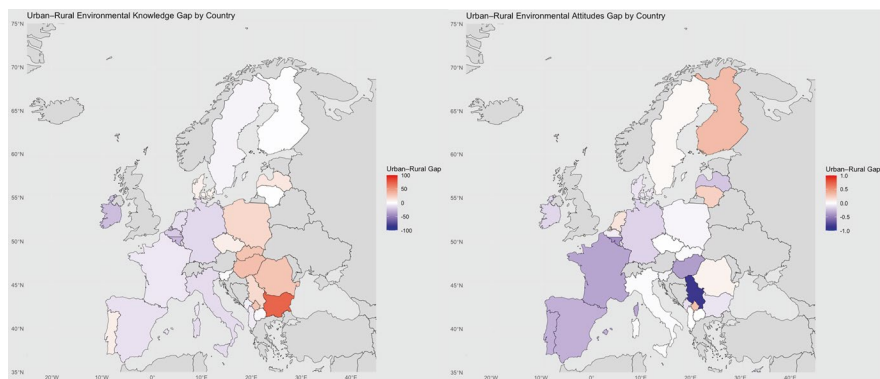 Urban–Rural Environmental Knowledge Gap by Country
75°N
70°N
65°N
60°N
55°N
50°N
45°N
40°N
35°N
20°W
10°W
0°
10°E
20°E
30°E
40°E
Urban–Rural Gap
100
50
0
-50
-100
Urban–Rural Environmental Attitudes Gap by Country
75°N
70°N
65°N
60°N
55°N
50°N
45°N
40°N
35°N
20°W
10°W
0°
10°E
20°E
30°E
40°E
Urban–Rural Gap
1.0
0.5
0.0
-0.5
-1.0